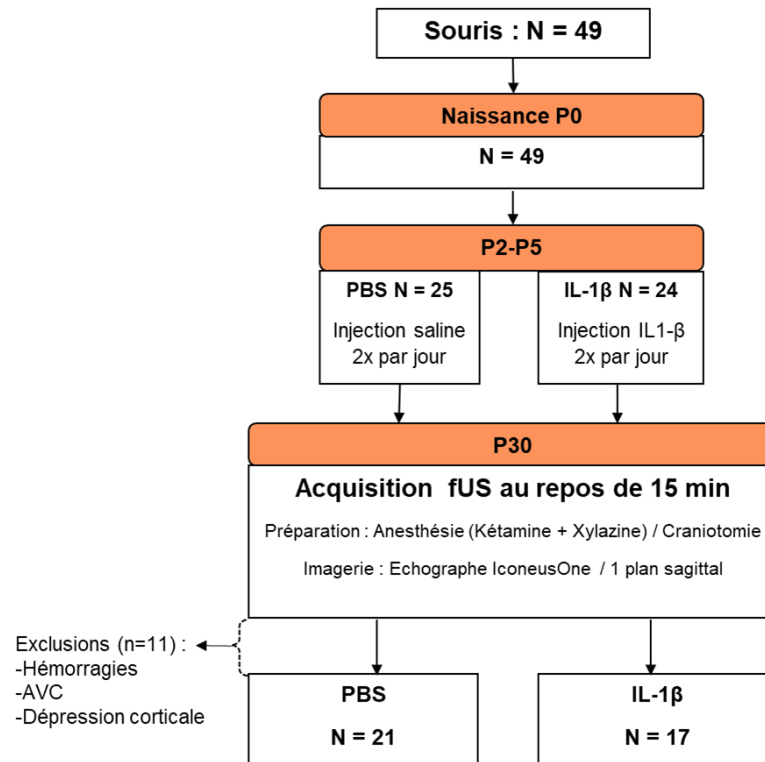 Souris : N = 49
Naissance P0
N = 49
P2-P5
PBS N = 25
Injection saline
2x par jour
IL-1β N = 24
Injection IL1-β
2x par jour
P30
Acquisition fUS au repos de 15 min
Préparation : Anesthésie (Kétamine + Xylazine) / Craniotomie
Imagerie : Echographe IconeusOne / 1 plan sagittal
Exclusions (n=11) :
-Hémorragies
-AVC
-Dépression corticale
PBS
N = 21
IL-1β
N = 17